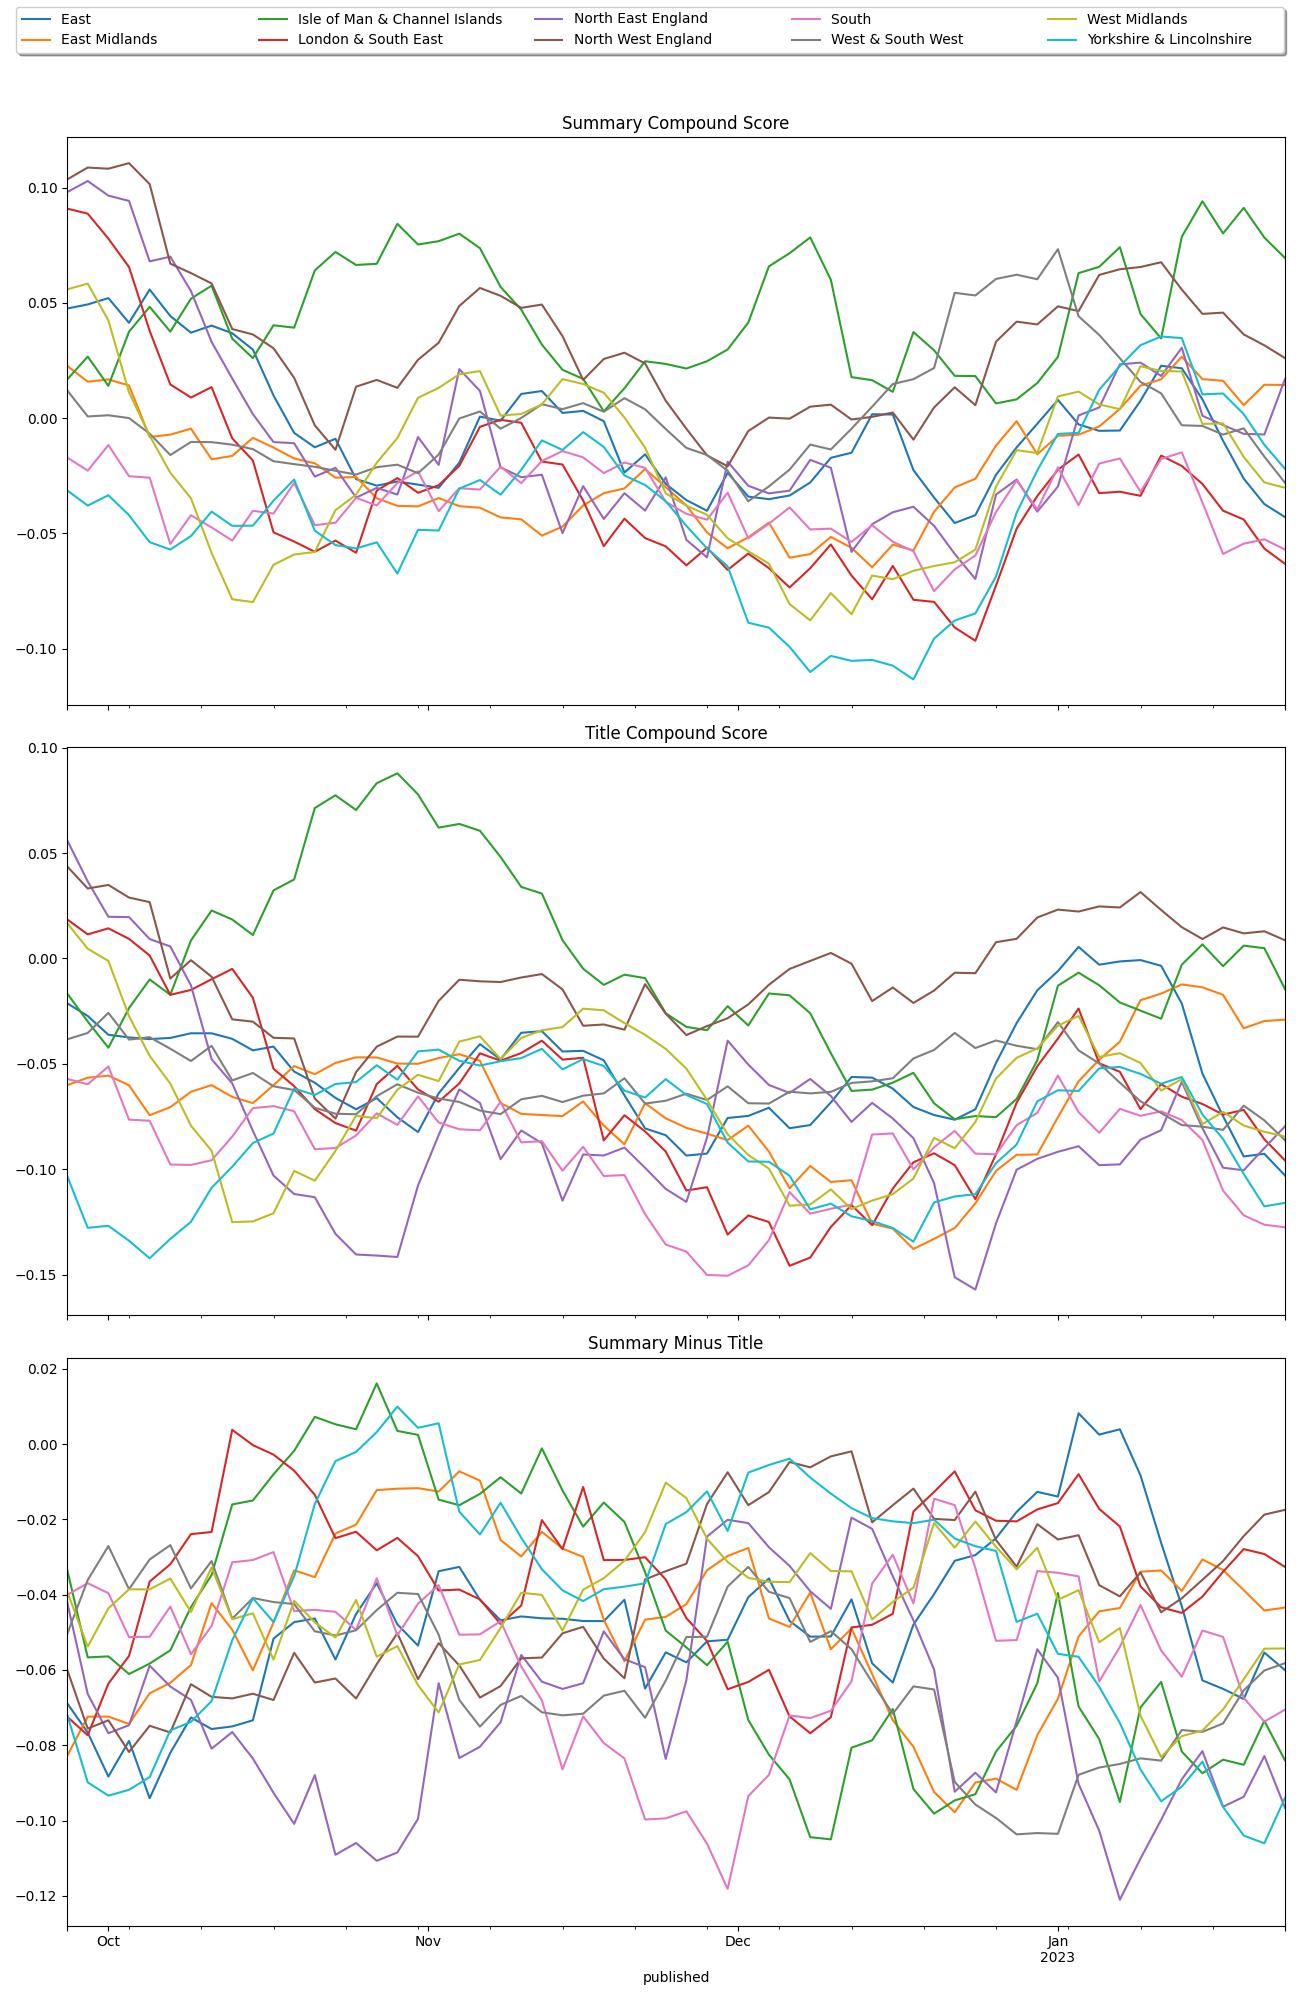 East Isle of Man & Channel Islands North East England South West Midlands
East Midlands London & South East North West England West & South West Yorkshire & Lincolnshire
Summary Compound Score
0.10
0.05
0.00
−0.05
−0.10
Title Compound Score
0.10
0.05
0.00
−0.05
−0.10
−0.15
Summary Minus Title
0.02
0.00
−0.02
−0.04
−0.06
−0.08
−0.10
−0.12
Oct Nov Dec Jan
2023
published